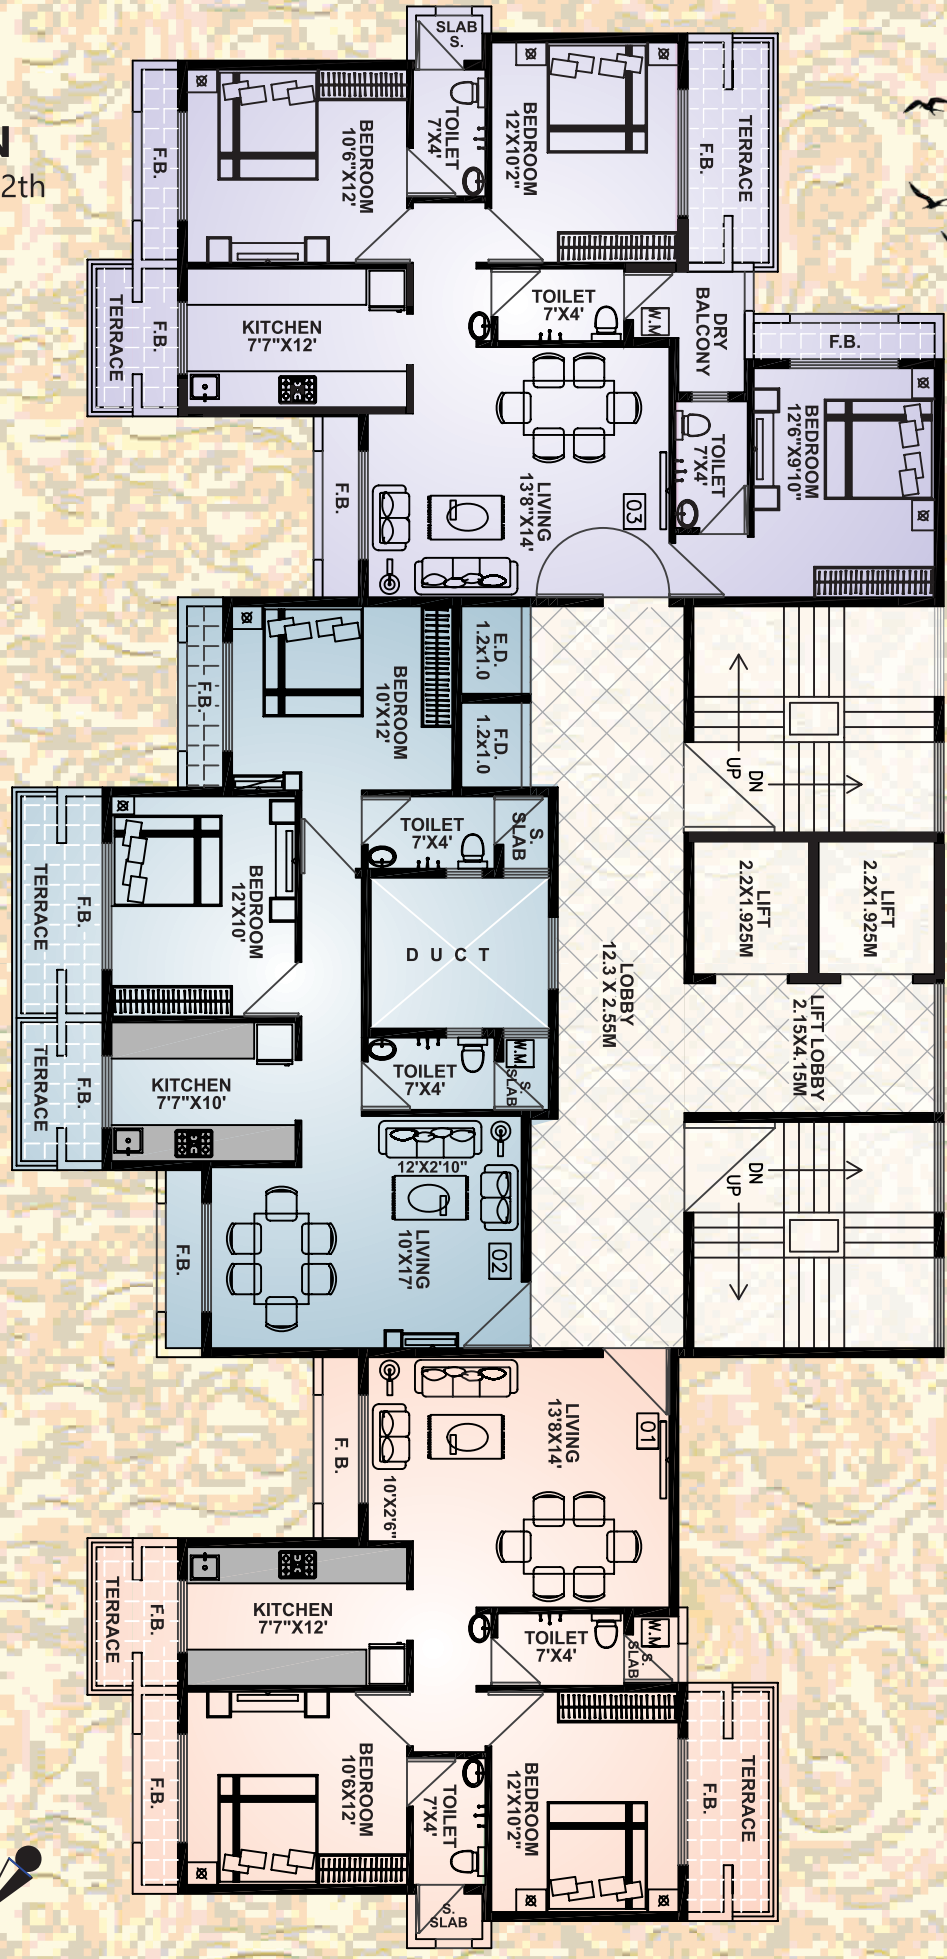 SLAB
S.
N
2th
BEDROOM
10'6"X12'
TOILET
7'X4'
BEDROOM
12'X10'2"
TERRACE
F.B.
F.B.
TERRACE
F.B.
KITCHEN
7'7"X12'
TOILET
7'X4'
W.M
DRY
BALCONY
F.B.
BEDROOM
12'6"X9'10"
TOILET
7'X4'
LIVING
13'8"X14'
03
F.B.
F.B.
BEDROOM
10'X12'
E.D.
1.2x1.0
F.D.
1.2x1.0
UP
DN
TOILET
7'X4'
S.
SLAB
BEDROOM
12'X10'
TERRACE
F.B.
DUCT
LIFT
2.2X1.925M
LIFT
2.2X1.925M
LOBBY
12.3 X 2.55M
LIFT LOBBY
2.15X4.15M
TERRACE
F.B.
KITCHEN
7'7"X10'
TOILET
7'X4'
W.M
S.
SLAB
12'X2'10"
LIVING
10'X17'
02
F.B.
DN
UP
LIVING
13'8X14'
01
F. B.
10'X2'6"
TERRACE
F.B.
KITCHEN
7'7"X12'
TOILET
7'X4'
W.M
S.
SLAB
BEDROOM
10'6X12'
F.B.
TOILET
7'X4'
BEDROOM
12'X10'2"
TERRACE
F.B.
S.
SLAB